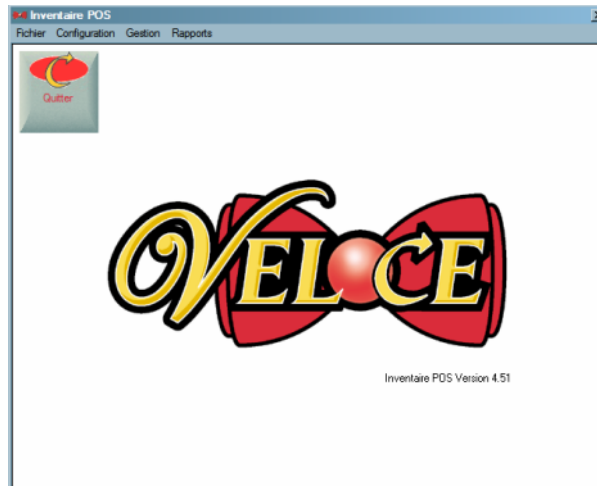 Inventaire POS
Fichier Configuration Gestion Rapports
Quitter
VELOCE
Inventaire POS Version 4.51